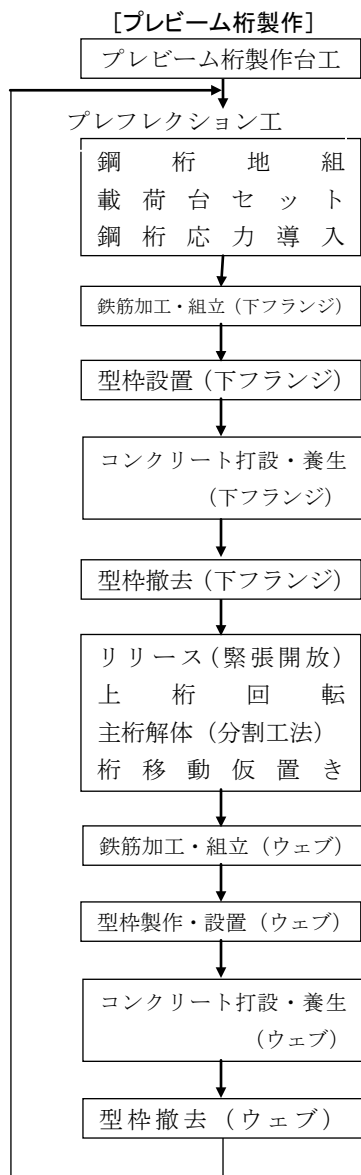 [プレビーム桁製作]
プレビーム桁製作台工
プレフレクション工
鋼桁地組
載荷台セット
鋼桁応力導入
鉄筋加工・組立(下フランジ)
型枠設置(下フランジ)
コンクリート打設・養生
(下フランジ)
型枠撤去(下フランジ)
リリース(緊張開放)
上桁回転
主桁解体(分割工法)
桁移動仮置き
鉄筋加工・組立(ウェブ)
型枠製作・設置(ウェブ)
コンクリート打設・養生
(ウェブ)
型枠撤去(ウェブ)